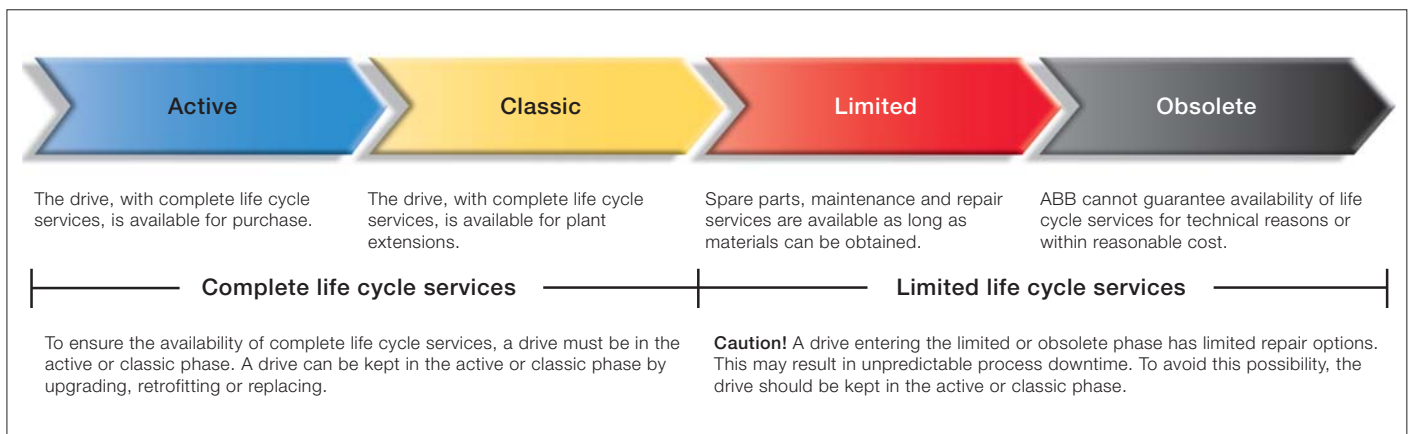 Active
Classic
Limited
Obsolete
The drive, with complete life cycle
services, is available for purchase.
The drive, with complete life cycle
services, is available for plant
extensions.
Spare parts, maintenance and repair
services are available as long as
materials can be obtained.
ABB cannot guarantee availability of life
cycle services for technical reasons or
within reasonable cost.
Complete life cycle services
Limited life cycle services
To ensure the availability of complete life cycle services, a drive must be in the
active or classic phase. A drive can be kept in the active or classic phase by
upgrading, retrofitting or replacing.
Caution! A drive entering the limited or obsolete phase has limited repair options.
This may result in unpredictable process downtime. To avoid this possibility, the
drive should be kept in the active or classic phase.